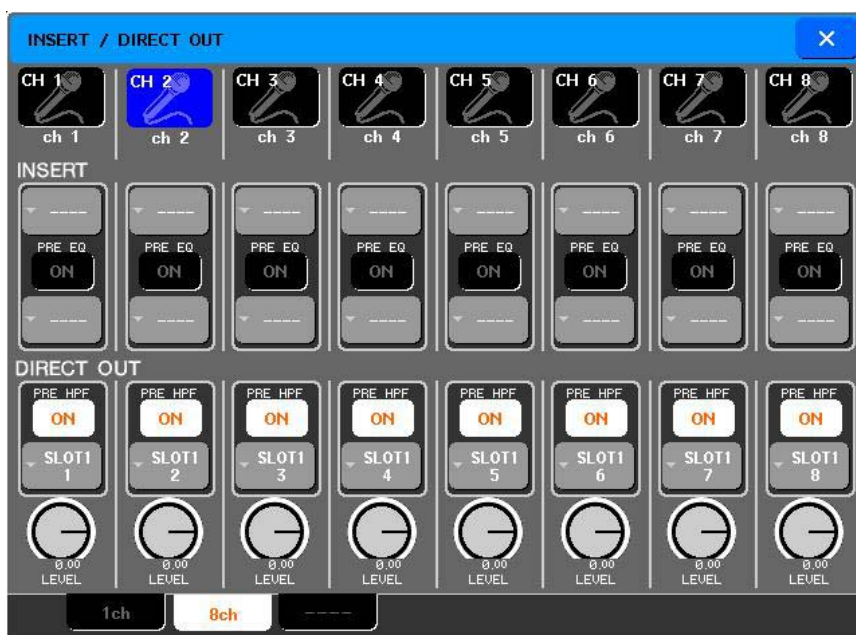 INSERT / DIRECT OUT ×
CH 1 CH 2 CH 3 CH 4 CH 5 CH 6 CH 7 CH 8
ch 1 ch 2 ch 3 ch 4 ch 5 ch 6 ch 7 ch 8
INSERT
---- ---- ---- ---- ---- ---- ---- ----
PRE EQ PRE EQ PRE EQ PRE EQ PRE EQ PRE EQ PRE EQ PRE EQ
ON ON ON ON ON ON ON ON
---- ---- ---- ---- ---- ---- ---- ----
DIRECT OUT
PRE HPF PRE HPF PRE HPF PRE HPF PRE HPF PRE HPF PRE HPF PRE HPF
ON ON ON ON ON ON ON ON
SLOT1 SLOT1 SLOT1 SLOT1 SLOT1 SLOT1 SLOT1 SLOT1
1 2 3 4 5 6 7 8
0.00 0.00 0.00 0.00 0.00 0.00 0.00 0.00
LEVEL LEVEL LEVEL LEVEL LEVEL LEVEL LEVEL LEVEL
1ch 8ch ----